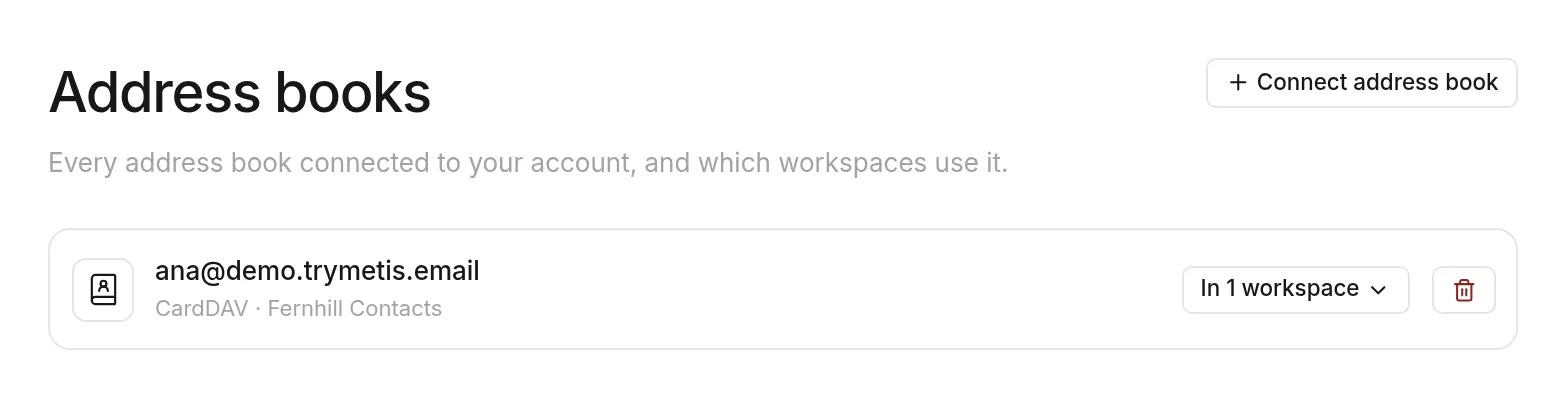 Address books
Connect address book
Every address book connected to your account, and which workspaces use it.
ana@demo.trymetis.email
CardDAV · Fernhill Contacts
In 1 workspace